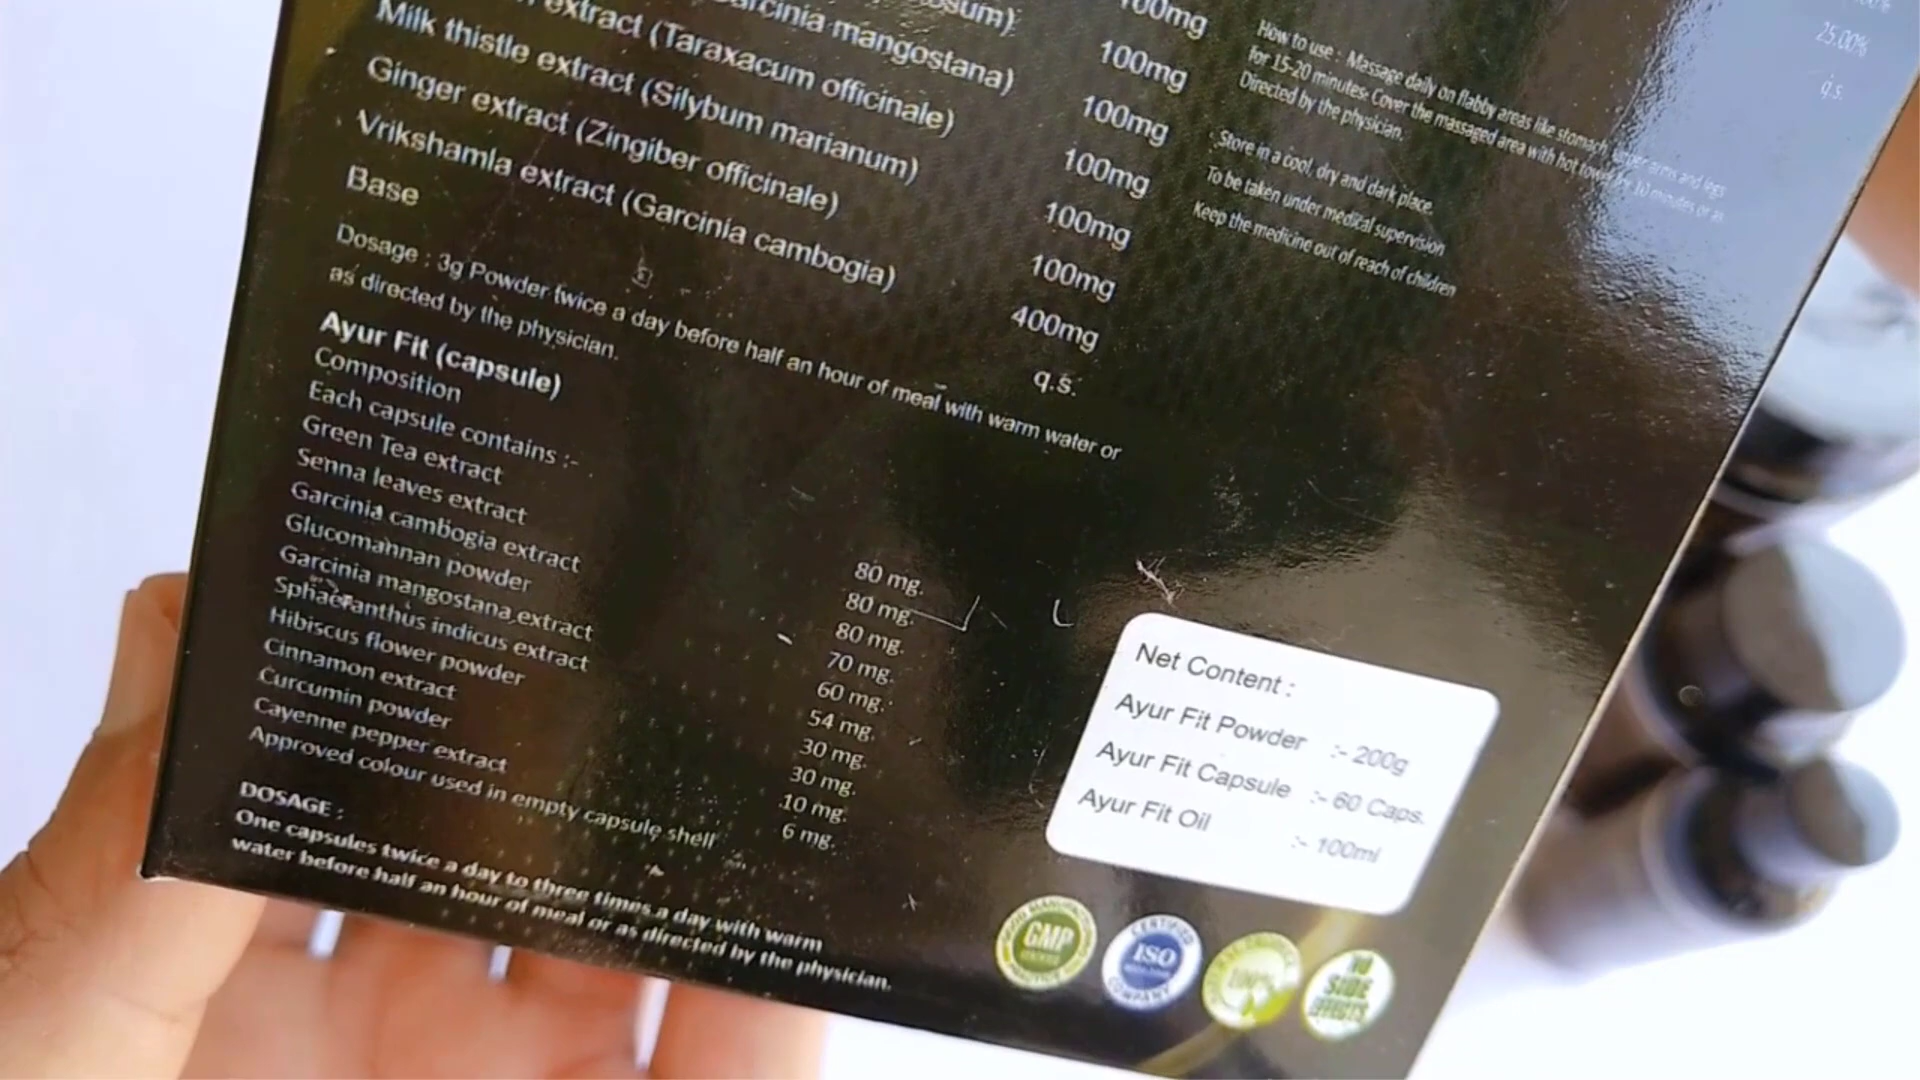 extract (Taraxacum officinale)
mangostana)
Milk thistle extract (Silybum marianum)
Ginger extract (Zingiber officinale)
Vrikshamla extract (Garcinia cambogia)
Base
100mg
100mg
100mg
100mg
100mg
100mg
400mg
q.s.
Dosage : 3g Powder twice a day before half an hour of meal with warm water or
as directed by the physician.
Ayur Fit (capsule)
Composition
Each capsule contains :-
Green Tea extract
Senna leaves extract
Garcinia cambogia extract
Glucomannan powder
Garcinia mangostana extract
Sphaeranthus indicus extract
Hibiscus flower powder
Cinnamon extract
Curcumin powder
Cayenne pepper extract
Approved colour used in empty capsule shell
80 mg.
80 mg.
80 mg.
70 mg.
60 mg.
54 mg.
30 mg.
30 mg.
10 mg.
6 mg.
DOSAGE :
One capsules twice a day to three times a day with warm
water before half an hour of meal or as directed by the physician.
25.00%
q.s.
How to use : Massage daily on flabby areas like stomach, arms and legs
for 15-20 minutes. Cover the massaged area with hot 10 minutes or as
Directed by the physician.
Store in a cool, dry and dark place.
To be taken under medical supervision
Keep the medicine out of reach of children
Net Content :
Ayur Fit Powder :- 200g
Ayur Fit Capsule :- 60 Caps.
Ayur Fit Oil :- 100ml
GMP
CERTIFIED
ISO
COMPANY
100%
NO
SIDE
EFFECTS